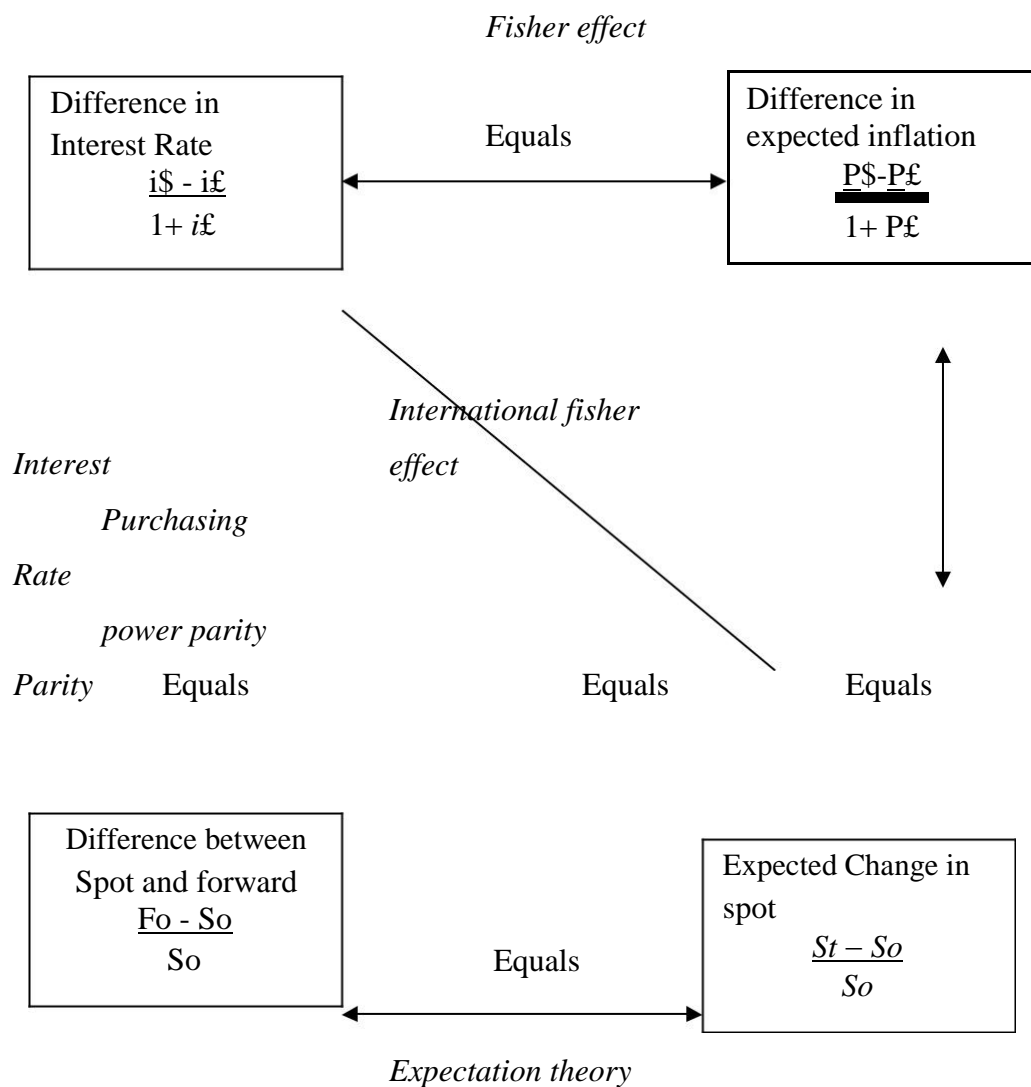 Fisher effect
Difference in
Interest Rate
i$ - i£
1+ i£
Equals
Difference in
expected inflation
P$-P£
1+ P£
International fisher
effect
Interest
Purchasing
Rate
power parity
Parity Equals Equals Equals
Difference between
Spot and forward
Fo - So
So
Equals
Expected Change in
spot
St – So
So
Expectation theory